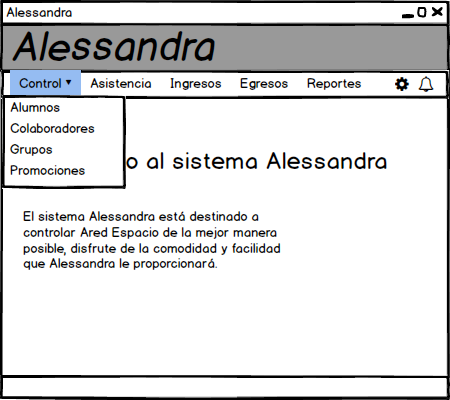 Alessandra
Alessandra
Control ▾ Asistencia Ingresos Egresos Reportes
Alumnos
Colaboradores
Grupos
Promociones
o al sistema Alessandra
El sistema Alessandra está destinado a
controlar Ared Espacio de la mejor manera
posible, disfrute de la comodidad y facilidad
que Alessandra le proporcionará.